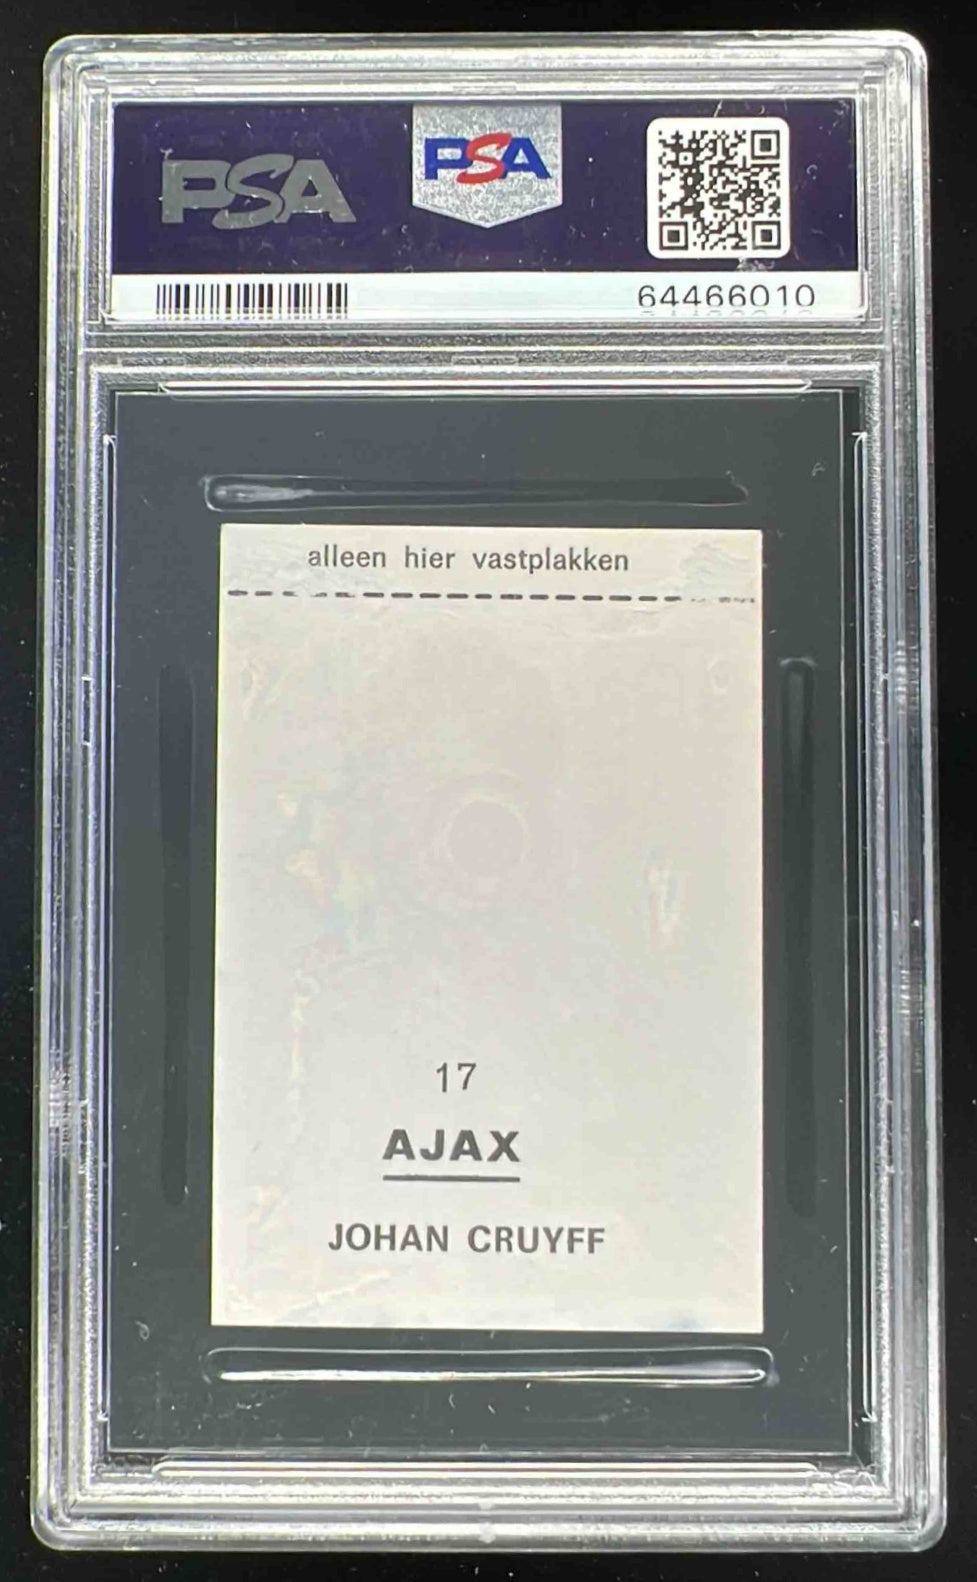 PSA
PSA
64466010
alleen hier vastplakken
17
AJAX
JOHAN CRUYFF